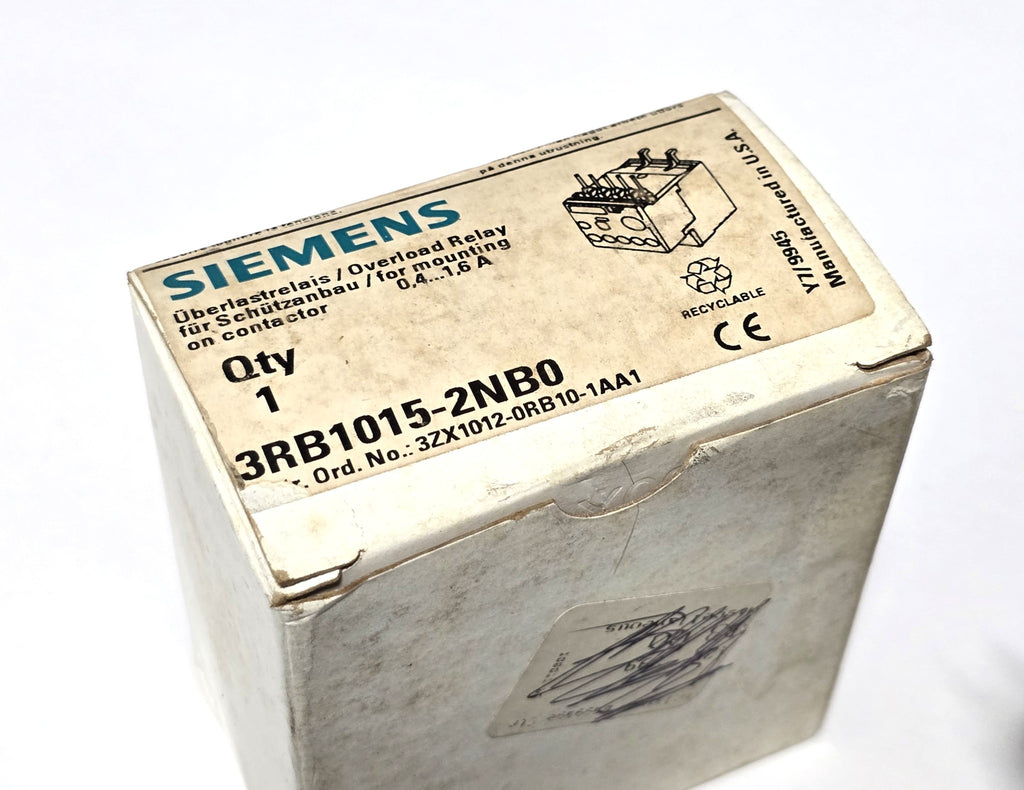 på denna utrustning.
SIEMENS
Überlastrelais / Overload Relay
für Schützanbau / for mounting
on contactor
0,4...1,6 A
Qty
1
3RB1015-2NB0
Ord. No.: 3ZX1012-0RB10-1AA1
RECYCLABLE
CE
Y7/9945
Manufactured in U.S.A.